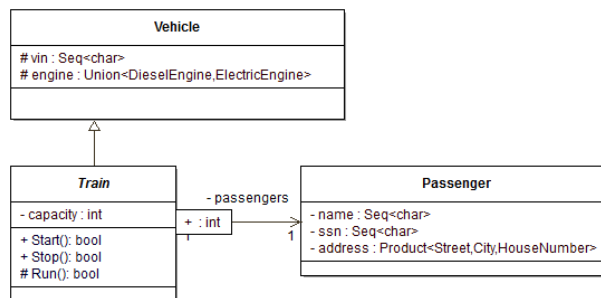 Vehicle
# vin : Seq<char>
# engine : Union<DieselEngine,ElectricEngine>
Train
- capacity : int
+ Start(): bool
+ Stop(): bool
# Run(): bool
- passengers
+ : int
1
1
Passenger
- name : Seq<char>
- ssn : Seq<char>
- address : Product<Street,City,HouseNumber>